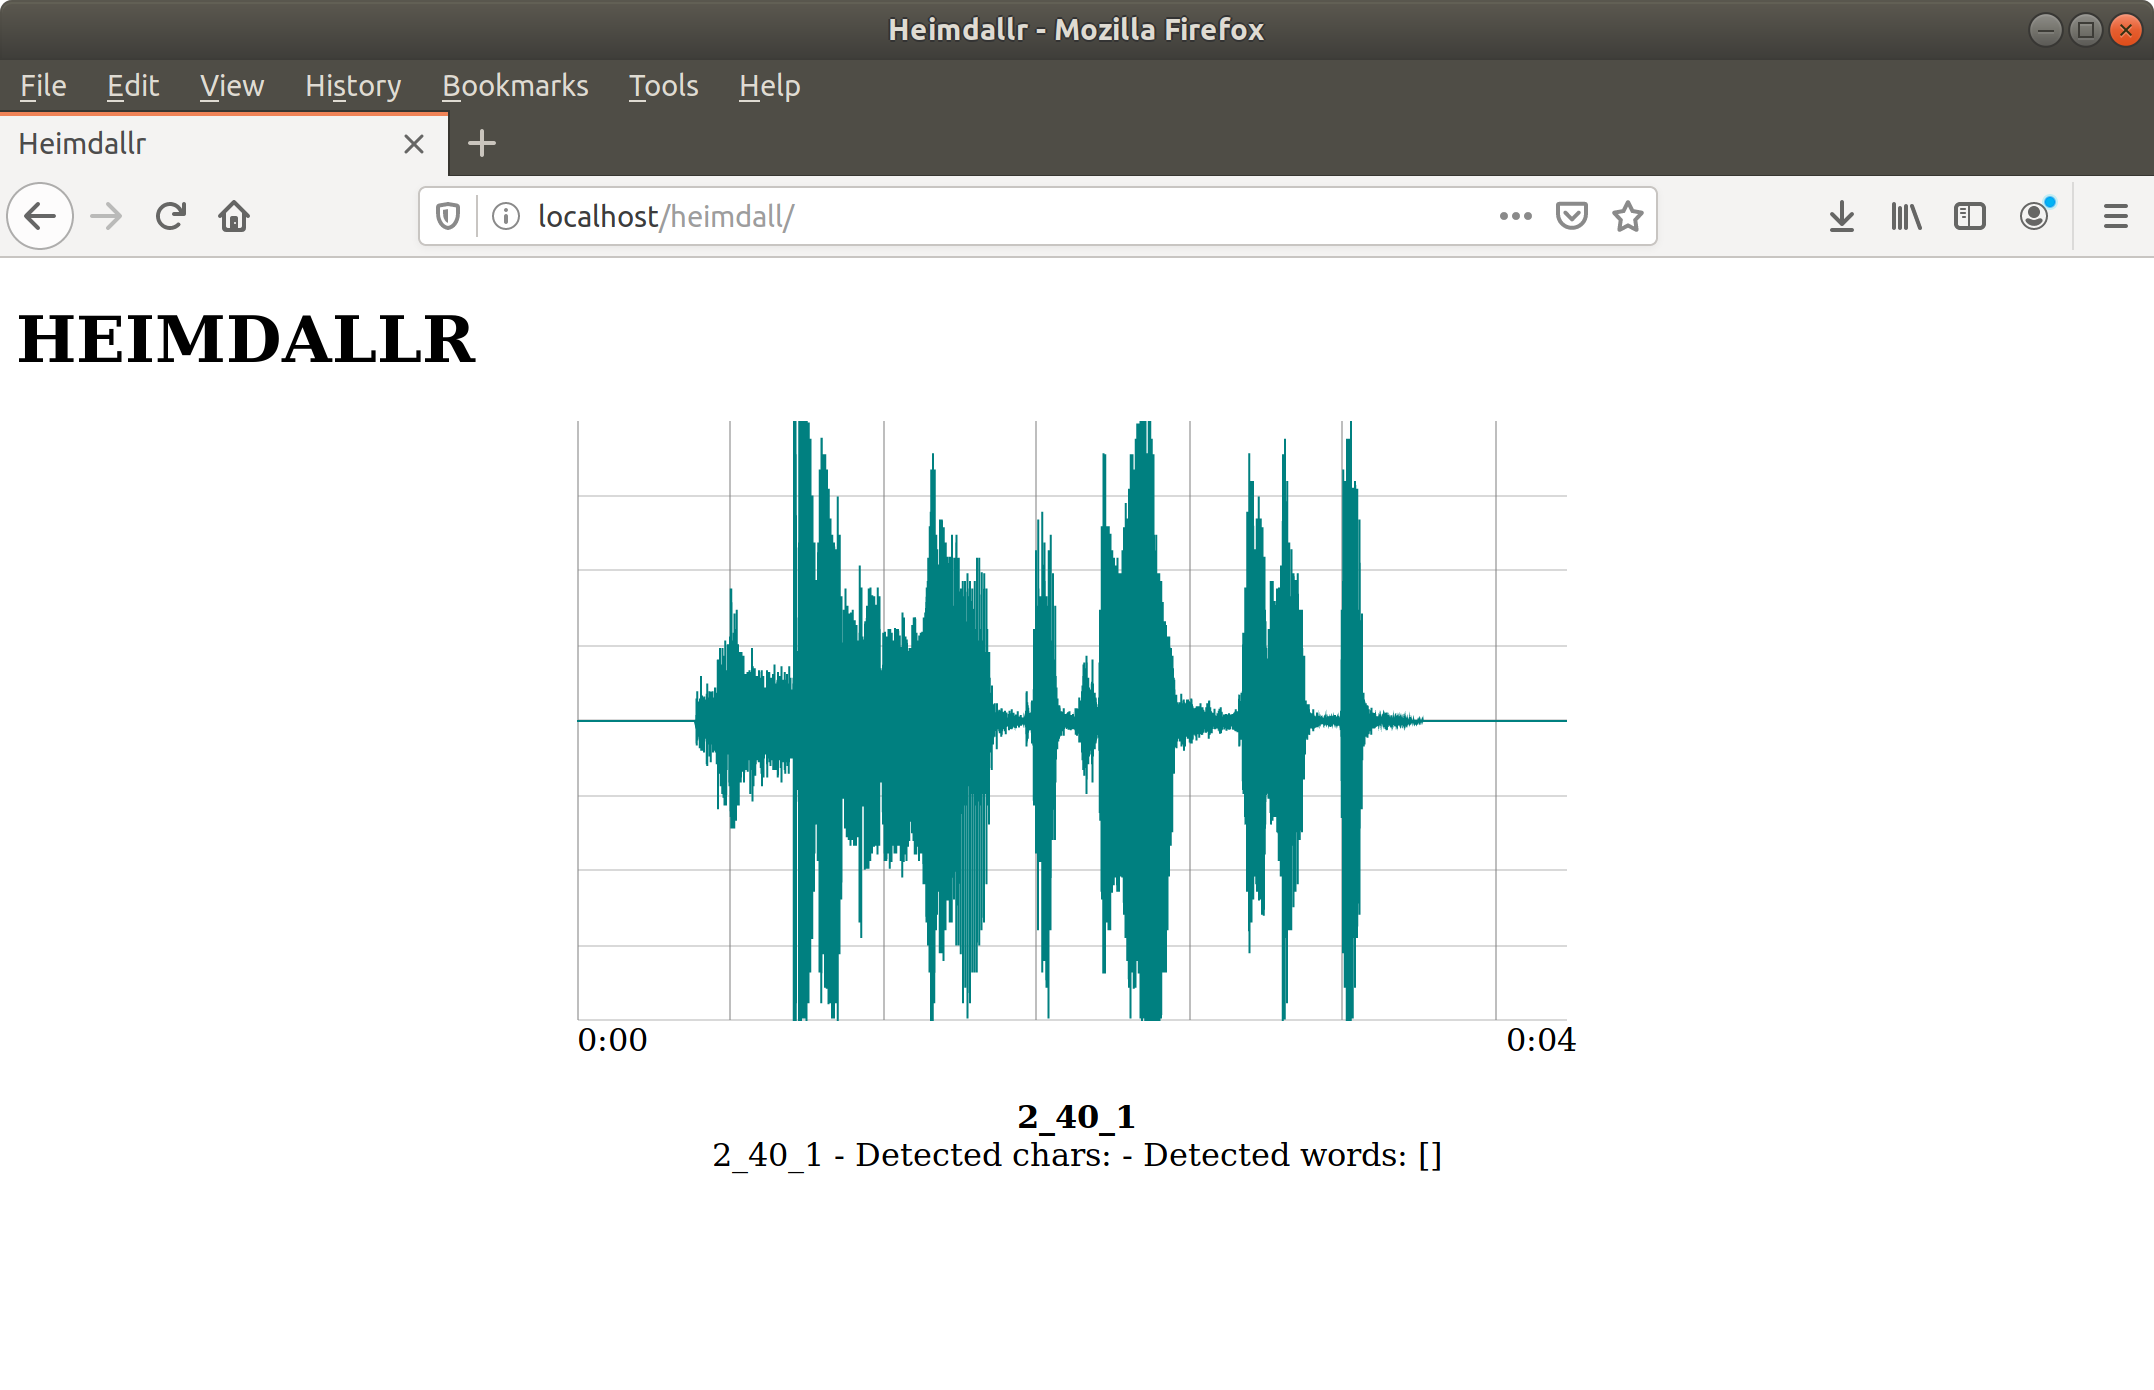 Heimdallr - Mozilla Firefox
File Edit View History Bookmarks Tools Help
Heimdallr
localhost/heimdall/
HEIMDALLR
0:00 0:04
2_40_1
2_40_1 - Detected chars: - Detected words: []